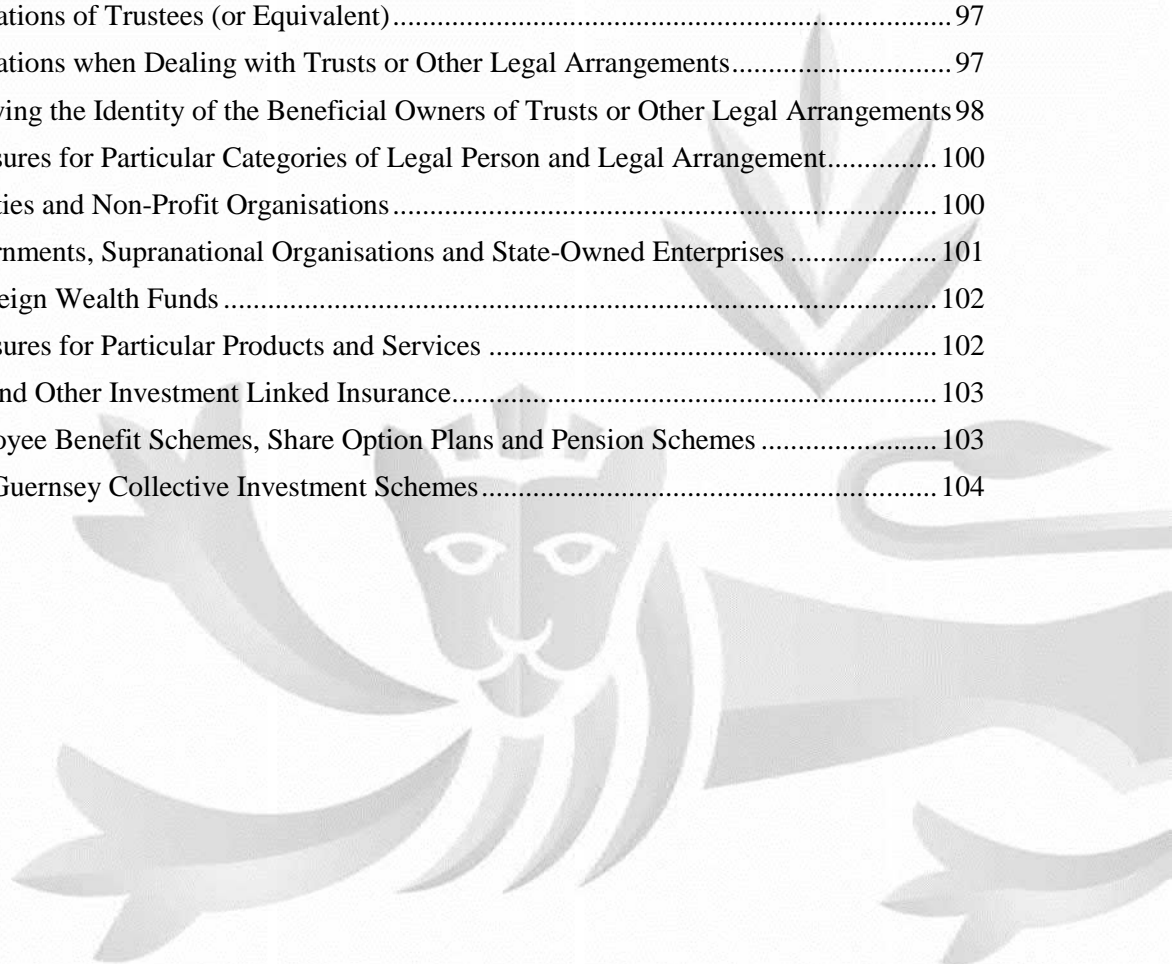 ations of Trustees (or Equivalent) 97
ations when Dealing with Trusts or Other Legal Arrangements 97
ying the Identity of the Beneficial Owners of Trusts or Other Legal Arrangements 98
sures for Particular Categories of Legal Person and Legal Arrangement 100
ties and Non-Profit Organisations 100
rnments, Supranational Organisations and State-Owned Enterprises 101
eign Wealth Funds 102
sures for Particular Products and Services 102
nd Other Investment Linked Insurance 103
oyee Benefit Schemes, Share Option Plans and Pension Schemes 103
Guernsey Collective Investment Schemes 104